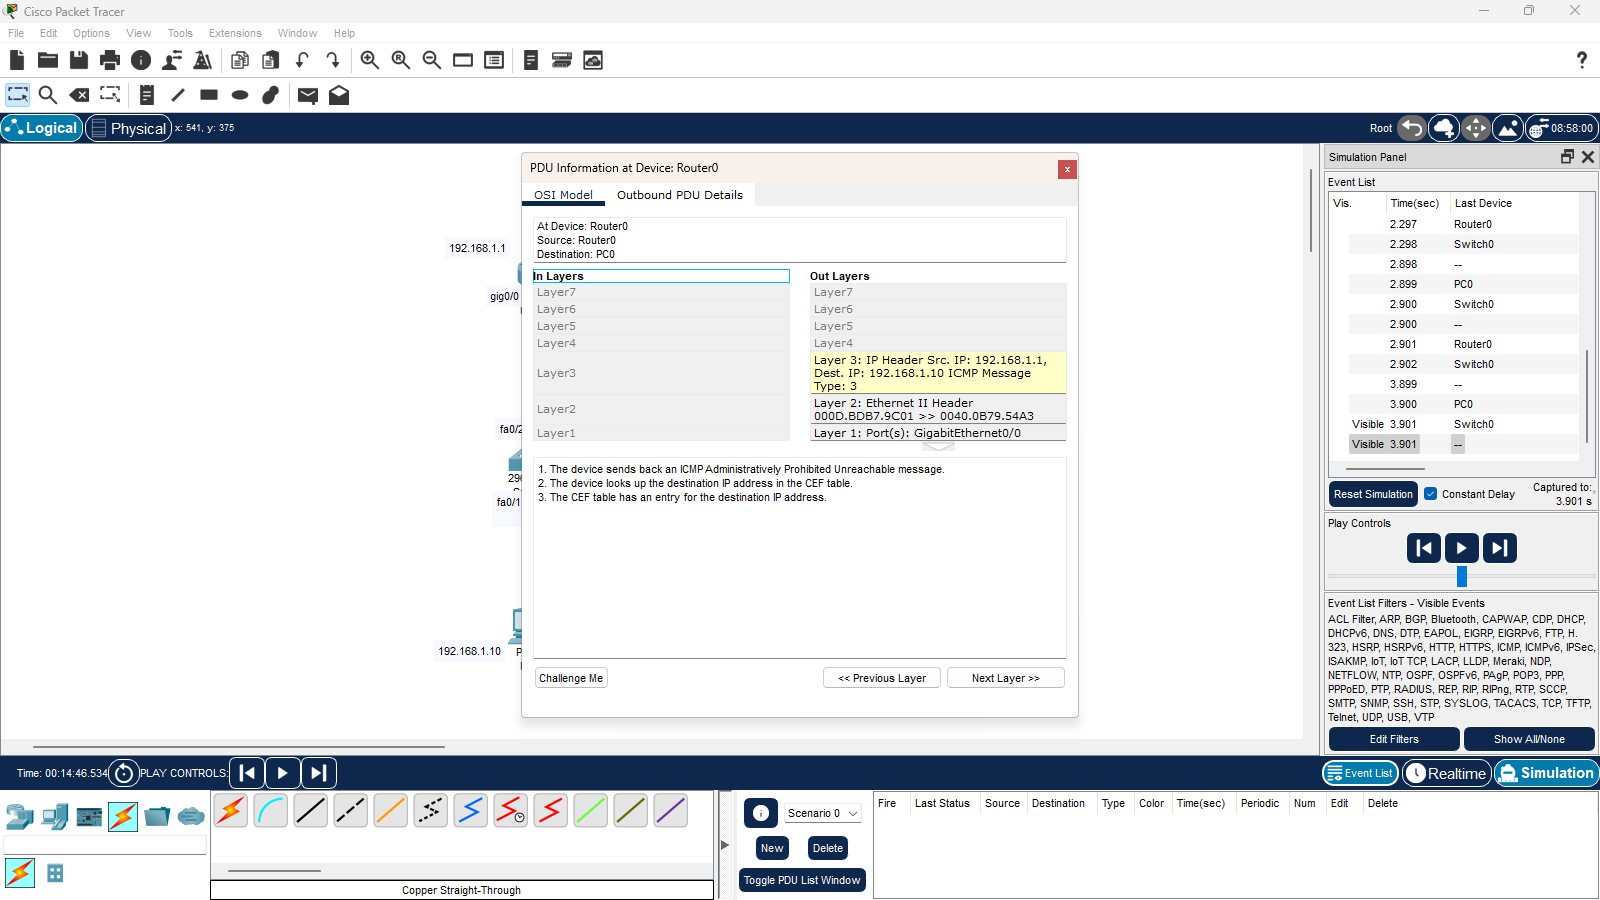 Cisco Packet Tracer
File Edit Options View Tools Extensions Window Help
Logical Physical x: 541, y: 375 Root 08:58:00
192.168.1.1
gig0/0
fa0/2
29
fa0/1
192.168.1.10
P
PDU Information at Device: Router0
x
OSI Model Outbound PDU Details
At Device: Router0
Source: Router0
Destination: PC0
In Layers
Layer7
Layer6
Layer5
Layer4
Layer3
Layer2
Layer1
Out Layers
Layer7
Layer6
Layer5
Layer4
Layer 3: IP Header Src. IP: 192.168.1.1,
Dest. IP: 192.168.1.10 ICMP Message
Type: 3
Layer 2: Ethernet II Header
000D.BDB7.9C01 >> 0040.0B79.54A3
Layer 1: Port(s): GigabitEthernet0/0
1. The device sends back an ICMP Administratively Prohibited Unreachable message.
2. The device looks up the destination IP address in the CEF table.
3. The CEF table has an entry for the destination IP address.
Challenge Me << Previous Layer Next Layer >>
Simulation Panel
Event List
Vis. Time(sec) Last Device
2.297 Router0
2.298 Switch0
2.898 --
2.899 PC0
2.900 Switch0
2.900 --
2.901 Router0
2.902 Switch0
3.899 --
3.900 PC0
Visible 3.901 Switch0
Visible 3.901 --
Reset Simulation Constant Delay Captured to:
3.901 s
Play Controls
Event List Filters - Visible Events
ACL Filter, ARP, BGP, Bluetooth, CAPWAP, CDP, DHCP,
DHCPv6, DNS, DTP, EAPOL, EIGRP, EIGRPv6, FTP, H.
323, HSRP, HSRPv6, HTTP, HTTPS, ICMP, ICMPv6, IPSec,
ISAKMP, IoT, IoT TCP, LACP, LLDP, Meraki, NDP,
NETFLOW, NTP, OSPF, OSPFv6, PAgP, POP3, PPP,
PPPoED, PTP, RADIUS, REP, RIP, RIPng, RTP, SCCP,
SMTP, SNMP, SSH, STP, SYSLOG, TACACS, TCP, TFTP,
Telnet, UDP, USB, VTP
Edit Filters Show All/None
Time: 00:14:46.534 PLAY CONTROLS: Event List Realtime Simulation
Copper Straight-Through
Scenario 0
New Delete
Toggle PDU List Window
Fire Last Status Source Destination Type Color Time(sec) Periodic Num Edit Delete